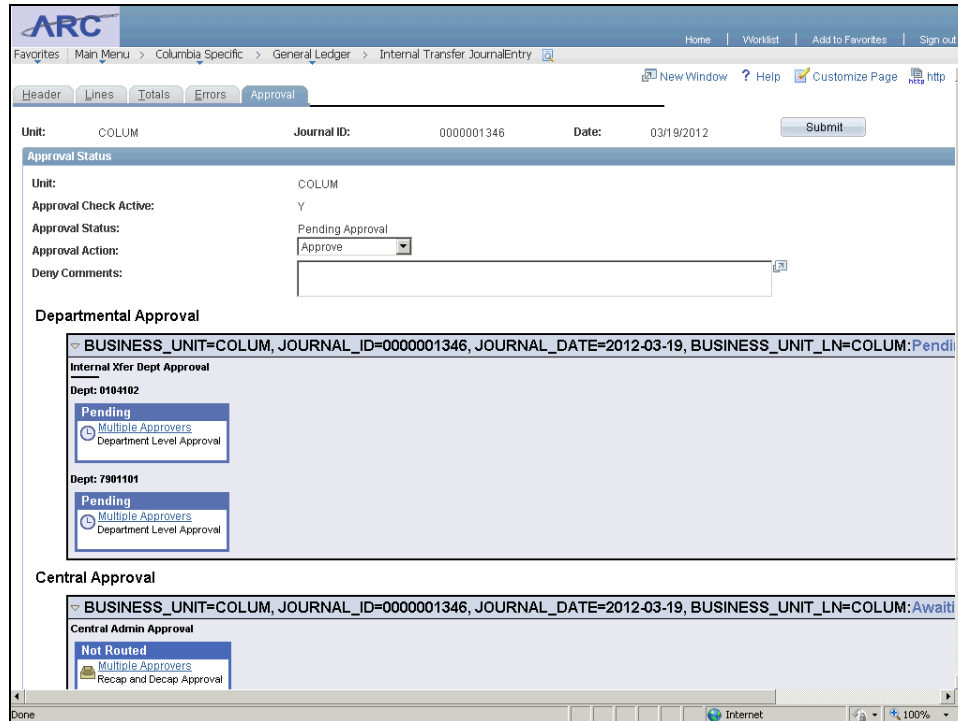 ARC
Home | Worklist | Add to Favorites | Sign out
Favorites Main Menu > Columbia Specific > General Ledger > Internal Transfer JournalEntry
New Window ? Help Customize Page http
Header Lines Totals Errors Approval
Unit: COLUM Journal ID: 0000001346 Date: 03/19/2012 Submit
Approval Status
Unit: COLUM
Approval Check Active: Y
Approval Status: Pending Approval
Approval Action: Approve
Deny Comments:
Departmental Approval
BUSINESS_UNIT=COLUM, JOURNAL_ID=0000001346, JOURNAL_DATE=2012-03-19, BUSINESS_UNIT_LN=COLUM:Pendi
Internal Xfer Dept Approval
Dept: 0104102
Pending
Multiple Approvers
Department Level Approval
Dept: 7901101
Pending
Multiple Approvers
Department Level Approval
Central Approval
BUSINESS_UNIT=COLUM, JOURNAL_ID=0000001346, JOURNAL_DATE=2012-03-19, BUSINESS_UNIT_LN=COLUM:Awaiti
Central Admin Approval
Not Routed
Multiple Approvers
Recap and Decap Approval
Done Internet 100%